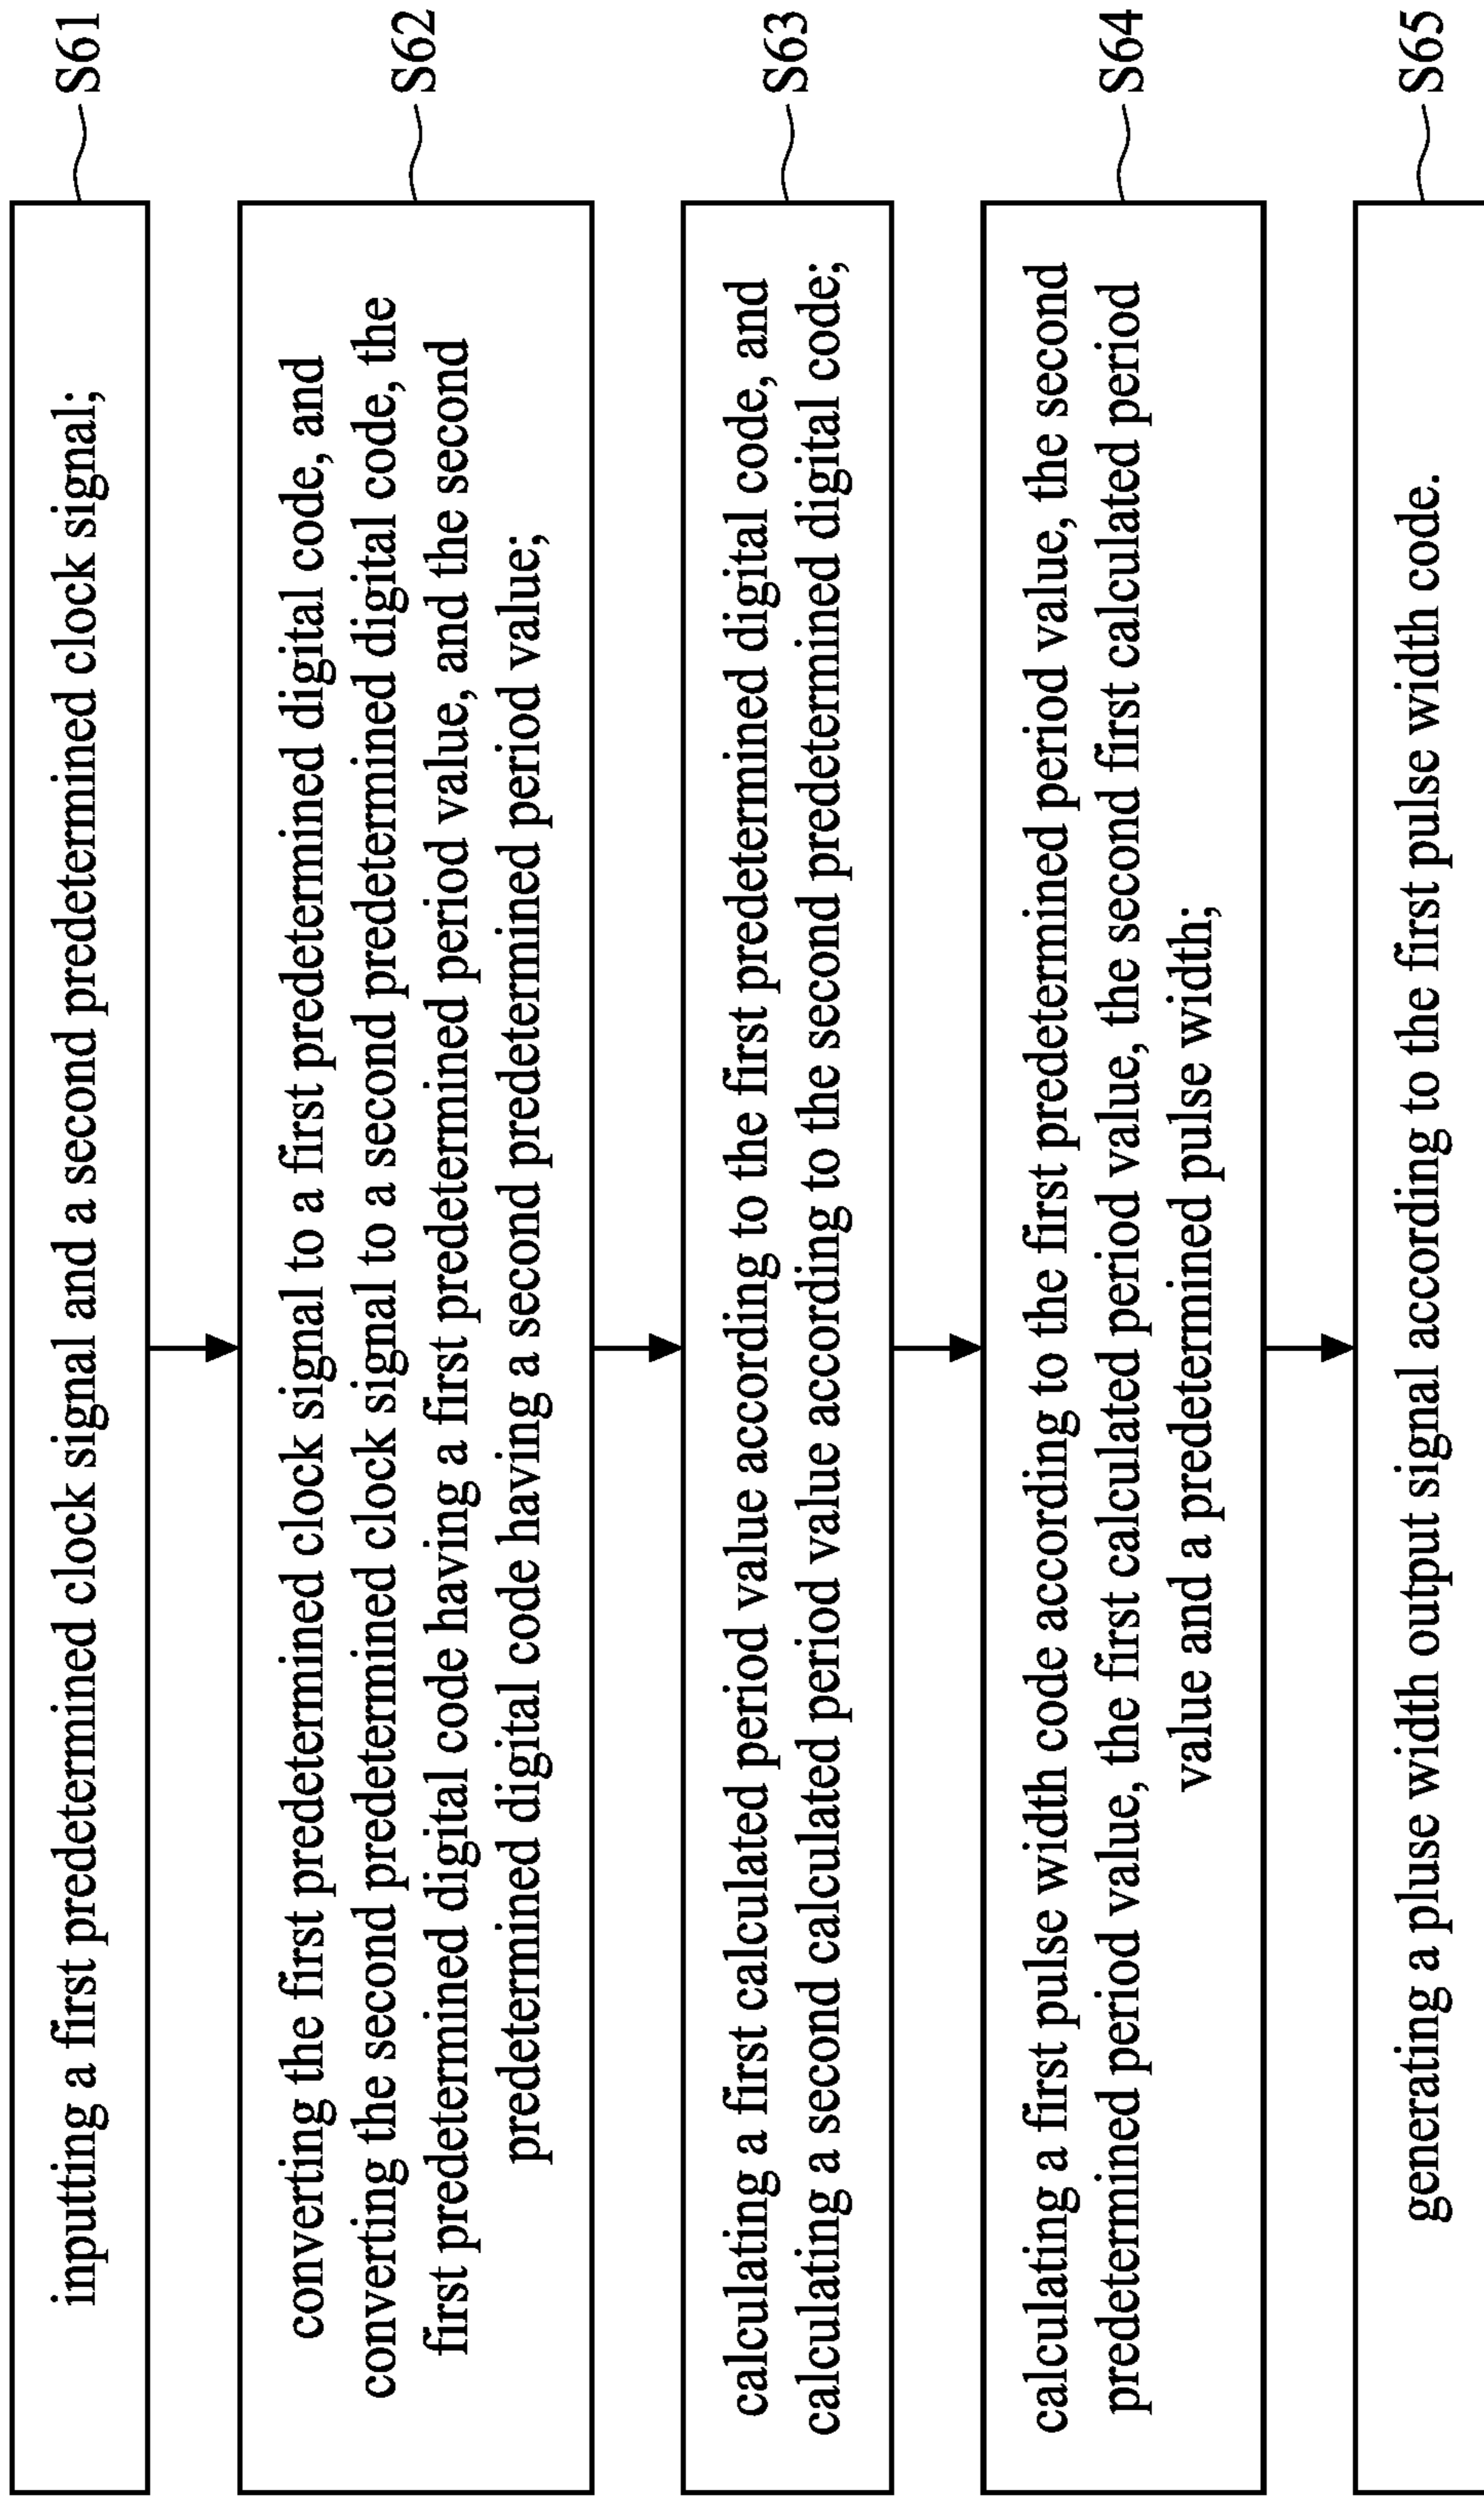 inputting a first predetermined clock signal and a second predetermined clock signal;
S61
converting the first predetermined clock signal to a first predetermined digital code, and
converting the second predetermined clock signal to a second predetermined digital code, the
first predetermined digital code having a first predetermined period value, and the second
predetermined digital code having a second predetermined period value;
S62
calculating a first calculated period value according to the first predetermined digital code, and
calculating a second calculated period value according to the second predetermined digital code;
S63
calculating a first pulse width code according to the first predetermined period value, the second
predetermined period value, the first calculated period value, the second first calculated period
value and a predetermined pulse width;
S64
generating a pluse width output signal according to the first pulse width code.
S65